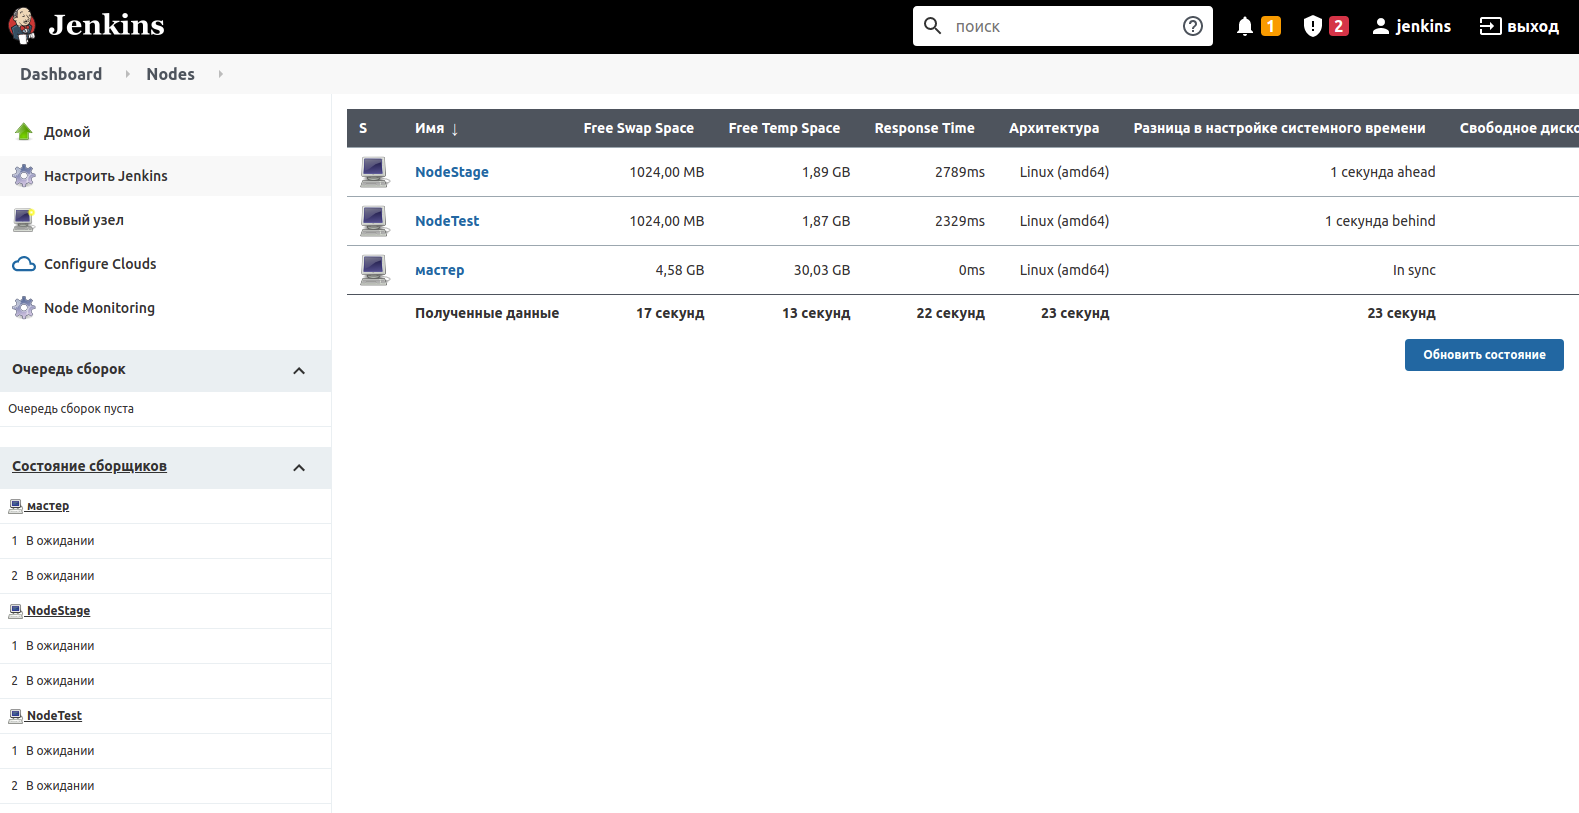 Jenkins
поиск
1
2
jenkins
выход
Dashboard
Nodes
Домой
Настроить Jenkins
Новый узел
Configure Clouds
Node Monitoring
Очередь сборок
Очередь сборок пуста
Состояние сборщиков
мастер
1 В ожидании
2 В ожидании
NodeStage
1 В ожидании
2 В ожидании
NodeTest
1 В ожидании
2 В ожидании
S Имя ↓ Free Swap Space Free Temp Space Response Time Архитектура Разница в настройке системного времени Свободное диско
NodeStage 1024,00 MB 1,89 GB 2789ms Linux (amd64) 1 секунда ahead
NodeTest 1024,00 MB 1,87 GB 2329ms Linux (amd64) 1 секунда behind
мастер 4,58 GB 30,03 GB 0ms Linux (amd64) In sync
Полученные данные 17 секунд 13 секунд 22 секунд 23 секунд 23 секунд
Обновить состояние